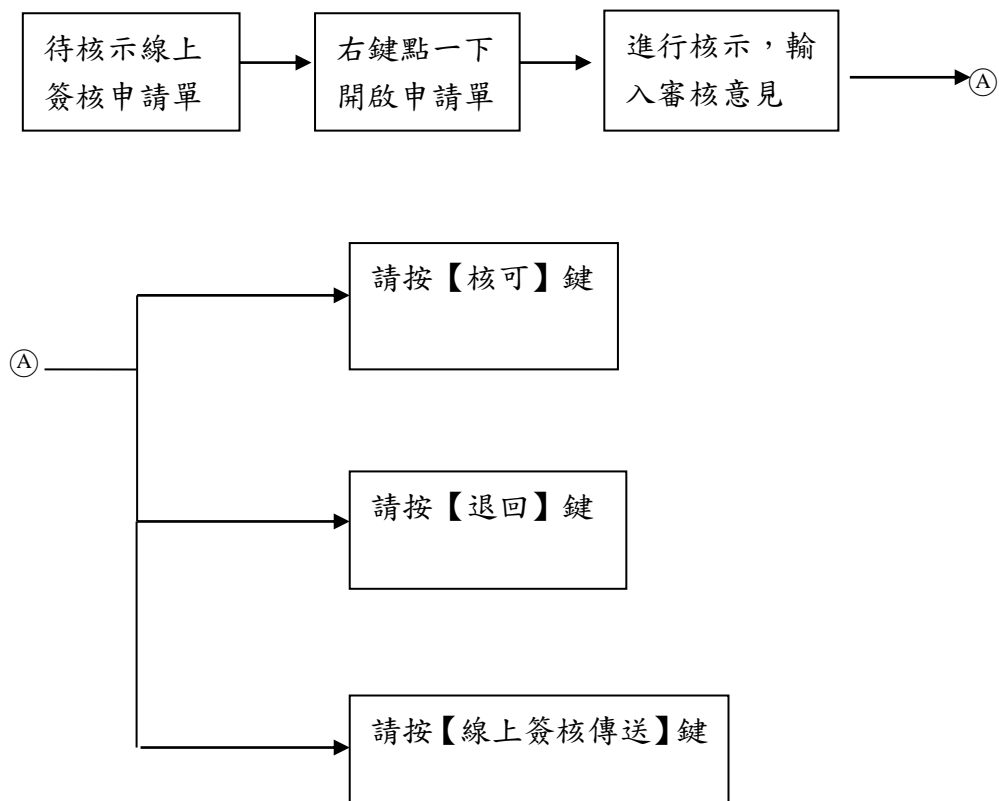 待核示線上
簽核申請單
右鍵點一下
開啟申請單
進行核示，輸
入審核意見
Ⓐ
請按【核可】鍵
Ⓐ
請按【退回】鍵
請按【線上簽核傳送】鍵